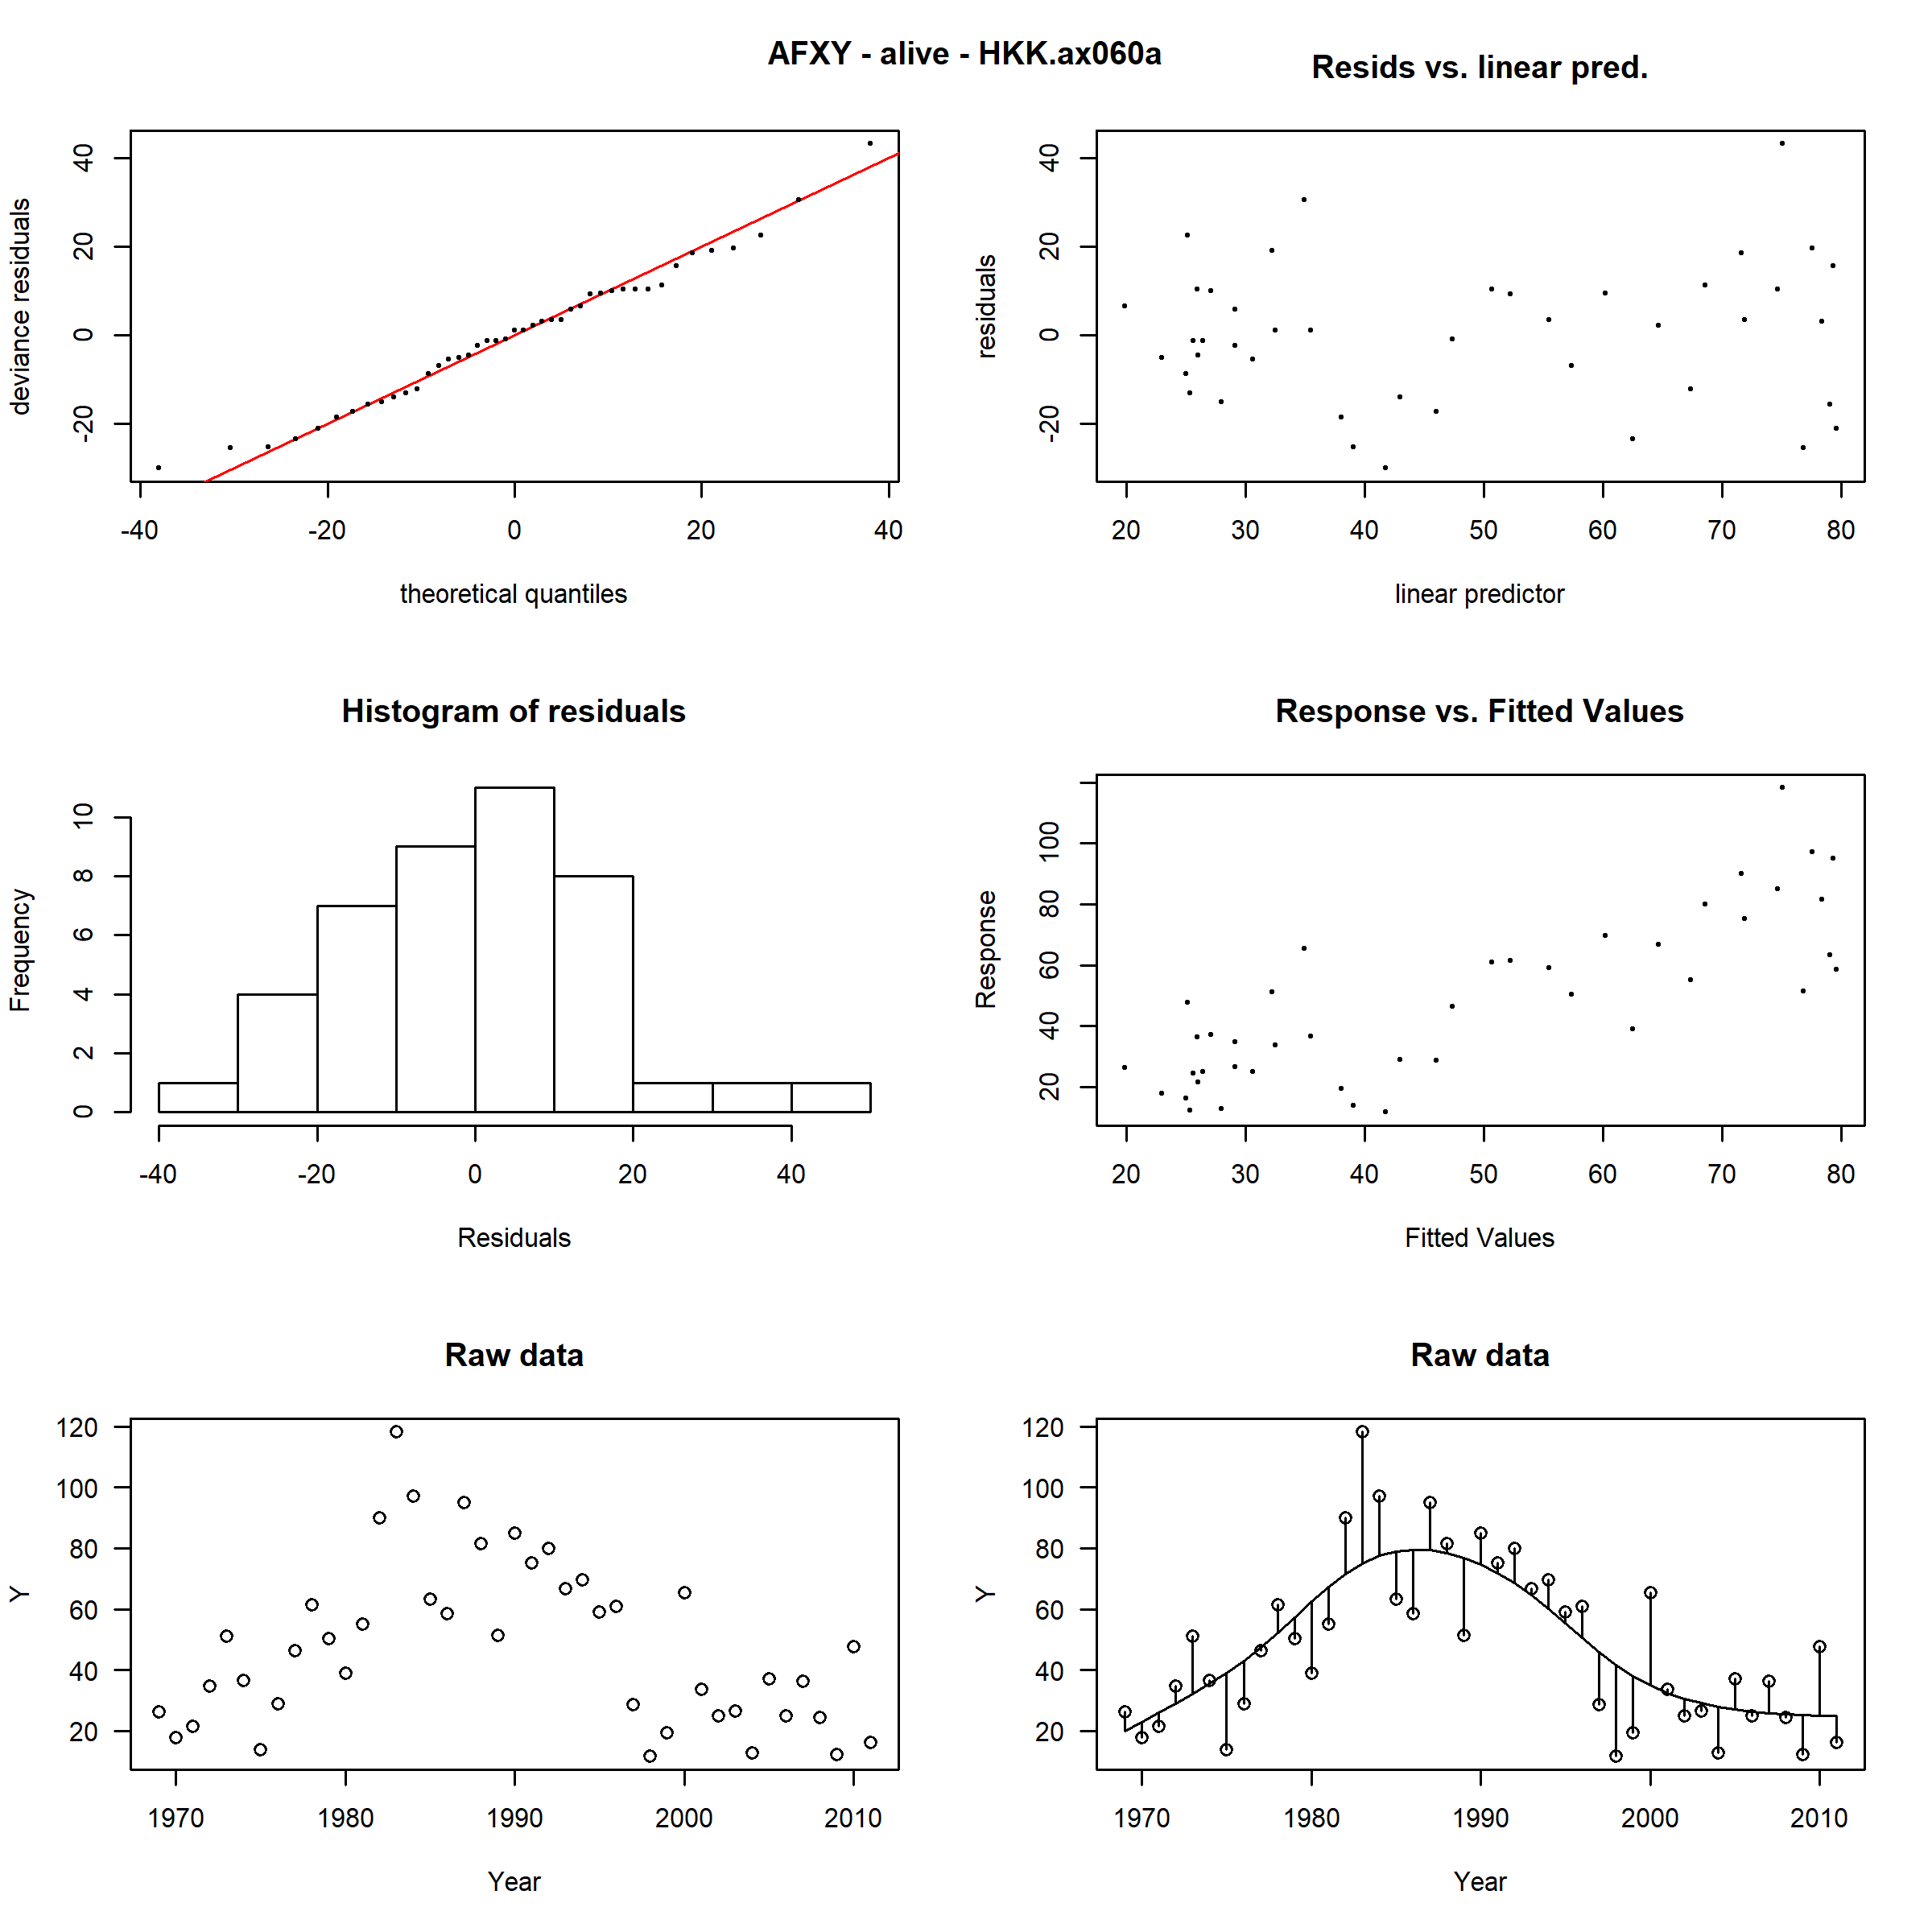 AFXY - alive - HKK.ax060a
Resids vs. linear pred.
deviance residuals
40
20
0
-20
-40 -20 0 20 40
theoretical quantiles
residuals
40
20
0
-20
20 30 40 50 60 70 80
linear predictor
Histogram of residuals
Frequency
10
8
6
4
2
0
-40 -20 0 20 40
Residuals
Response vs. Fitted Values
Response
100
80
60
40
20
20 30 40 50 60 70 80
Fitted Values
Raw data
Y
120
100
80
60
40
20
1970 1980 1990 2000 2010
Year
Raw data
Y
120
100
80
60
40
20
1970 1980 1990 2000 2010
Year